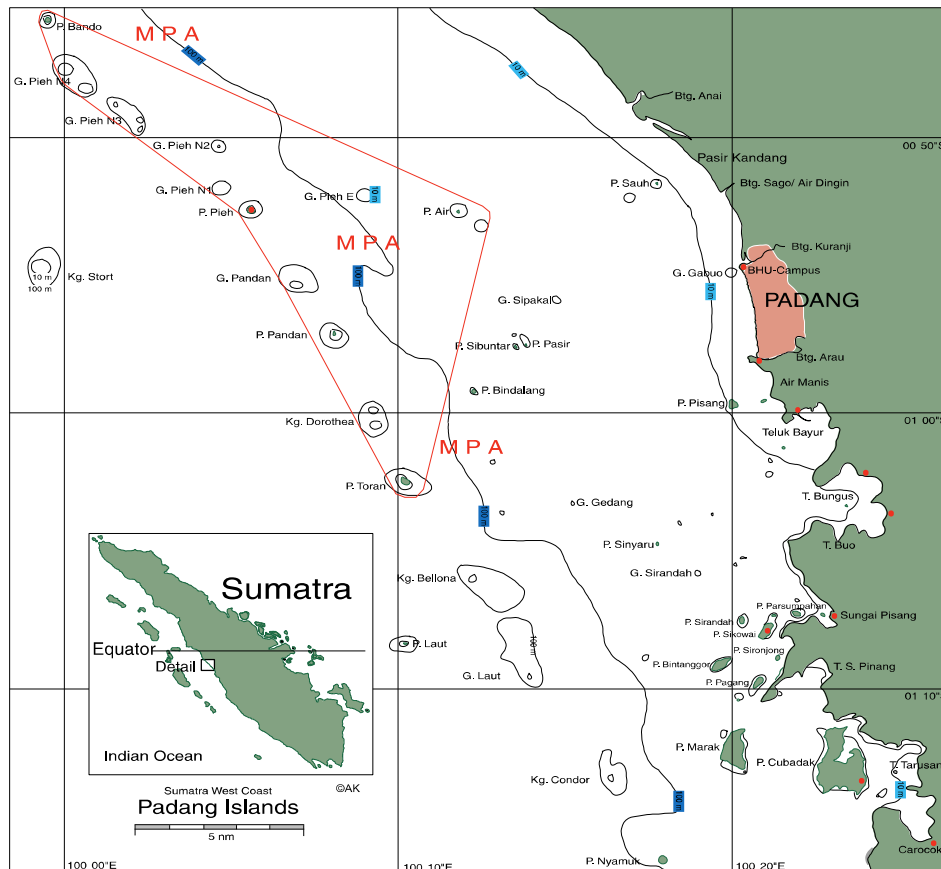 P. Bando
M P A
100 m
10 m
G. Pieh N4
Btg. Anai
G. Pieh N3
00 50"S
G. Pieh N2
Pasir Kandang
G. Pieh N1
G. Pieh E
10 m
P. Sauh
Btg. Sago/ Air Dingin
P. Pieh
P. Air
M P A
Btg. Kuranji
Kg. Stort
10 m
100 m
G. Pandan
100 m
G. Gabuo
BHU-Campus
10 m
G. Sipakal
PADANG
P. Pandan
P. Sibuntar
P. Pasir
Btg. Arau
Air Manis
P. Bindalang
P. Pisang
Kg. Dorothea
01 00"S
Teluk Bayur
M P A
P. Toran
T. Bungus
G. Gedang
100 m
T. Buo
P. Sinyaru
Sumatra
Kg. Bellona
G. Sirandah
P. Parsumpahan
P. Sirandah
Sungai Pisang
P. Sikowai
Equator
P. Laut
100 m
P. Sironjong
Detail
P. Bintanggor
T. S. Pinang
G. Laut
P. Pagang
01 10"S
Indian Ocean
P. Marak
P. Cubadak
T. Tarusan
Kg. Condor
10 m
©AK
Sumatra West Coast
Padang Islands
100 m
5 nm
Carocok
P. Nyamuk
100 00"E
100 10"E
100 20"E